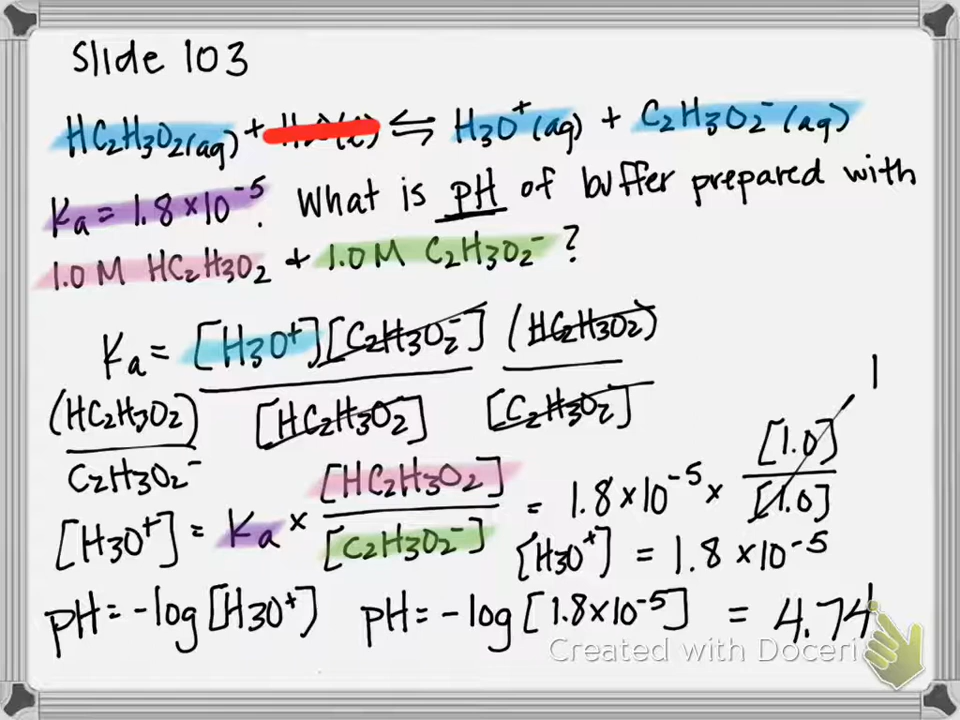 Slide 103
HC₂H₃O₂(aq) + H₂O(l) ⇌ H₃O⁺(aq) + C₂H₃O₂⁻(aq)
Ka = 1.8×10⁻⁵. What is pH of buffer prepared with
1.0 M HC₂H₃O₂ + 1.0 M C₂H₃O₂⁻?
Ka = [H₃O⁺][C₂H₃O₂⁻] (HC₂H₃O₂)
(HC₂H₃O₂) [HC₂H₃O₂] [C₂H₃O₂⁻] 1
C₂H₃O₂⁻ [HC₂H₃O₂] [1.0]
[H₃O⁺] = Ka × [C₂H₃O₂⁻] = 1.8×10⁻⁵ × [1.0]
[H₃O⁺] = 1.8×10⁻⁵
pH = -log[H₃O⁺] pH = -log[1.8×10⁻⁵] = 4.74
Created with Doceri